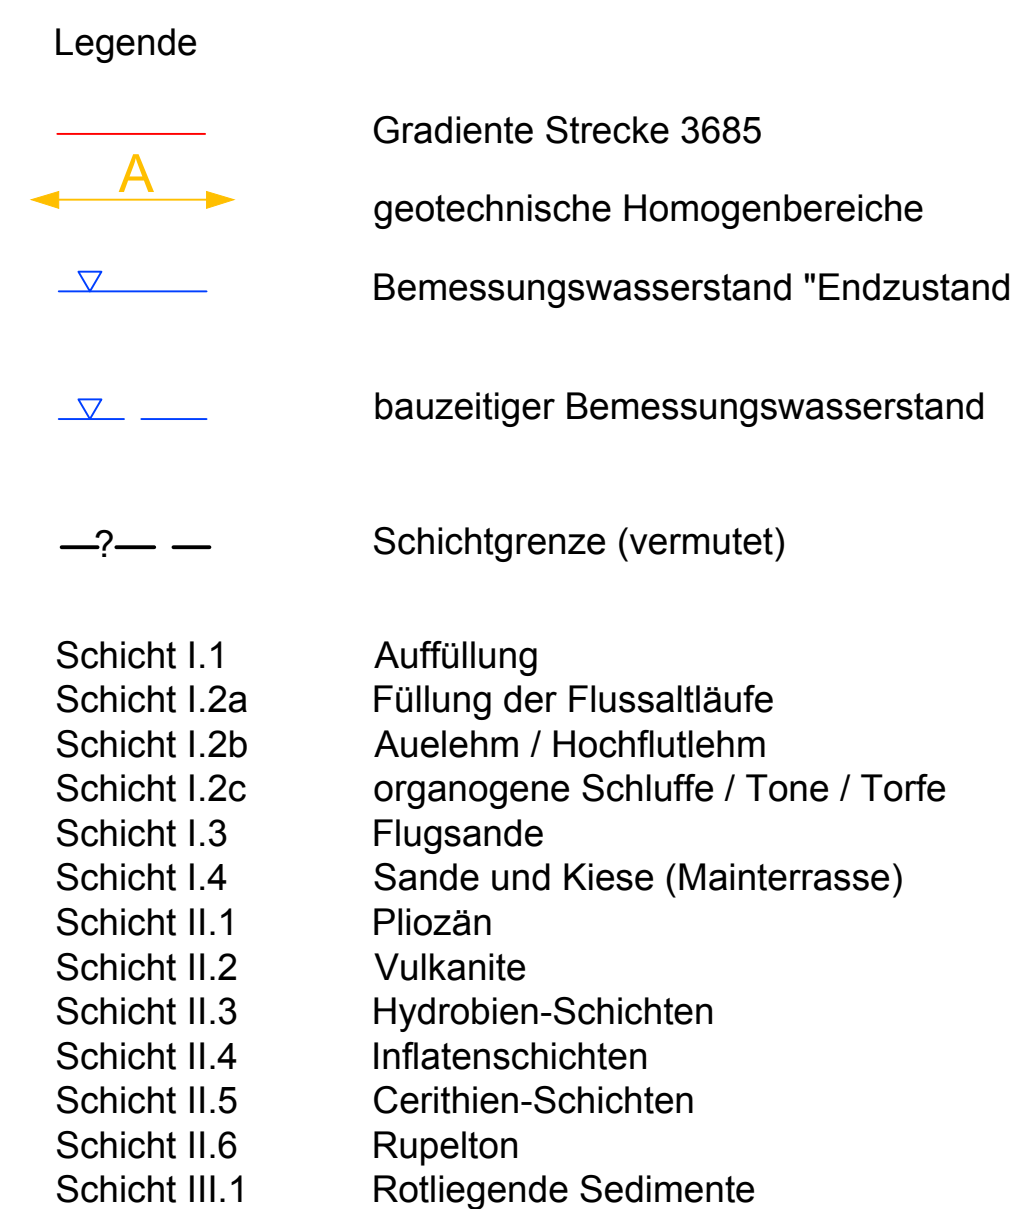 Legende
Gradiente Strecke 3685
A
geotechnische Homogenbereiche
Bemessungswasserstand "Endzustand
bauzeitiger Bemessungswasserstand
? Schichtgrenze (vermutet)
Schicht I.1 Auffüllung
Schicht I.2a Füllung der Flussaltläufe
Schicht I.2b Auelehm / Hochflutlehm
Schicht I.2c organogene Schluffe / Tone / Torfe
Schicht I.3 Flugsande
Schicht I.4 Sande und Kiese (Mainterrasse)
Schicht II.1 Pliozän
Schicht II.2 Vulkanite
Schicht II.3 Hydrobien-Schichten
Schicht II.4 Inflatenschichten
Schicht II.5 Cerithien-Schichten
Schicht II.6 Rupelton
Schicht III.1 Rotliegende Sedimente